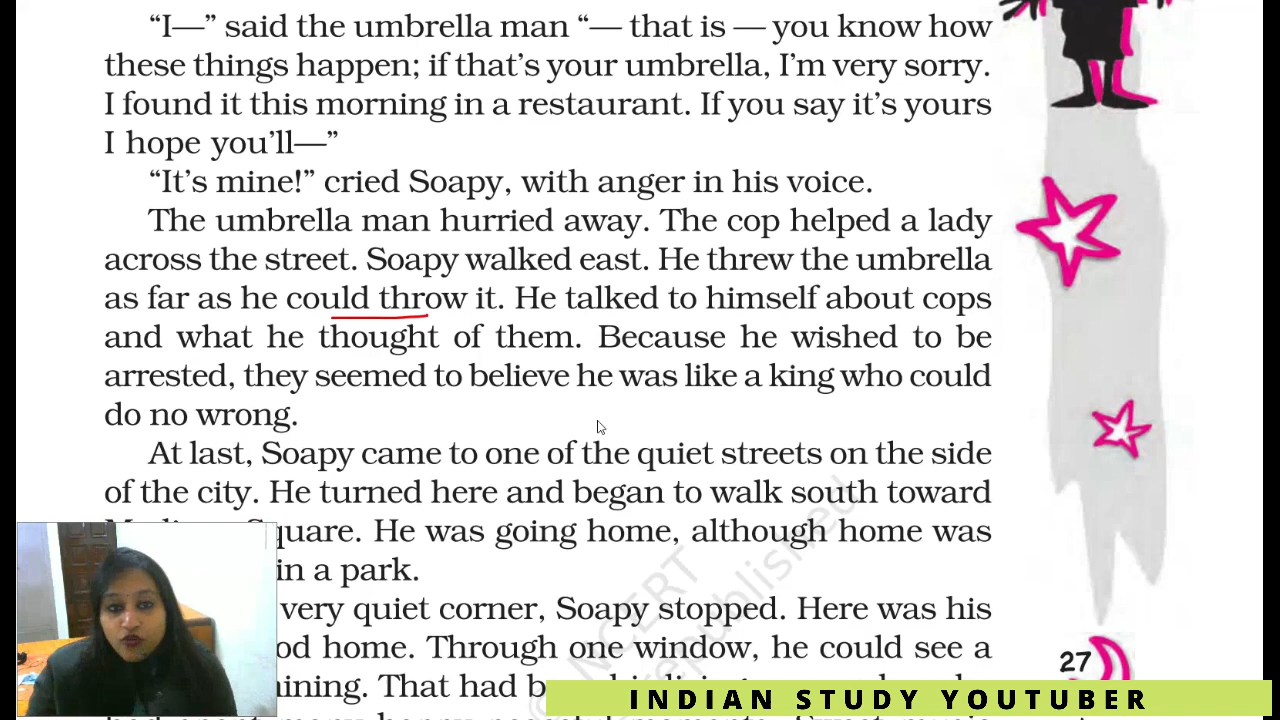 “I—” said the umbrella man “— that is — you know how
these things happen; if that’s your umbrella, I’m very sorry.
I found it this morning in a restaurant. If you say it’s yours
I hope you’ll—”
“It’s mine!” cried Soapy, with anger in his voice.
The umbrella man hurried away. The cop helped a lady
across the street. Soapy walked east. He threw the umbrella
as far as he could throw it. He talked to himself about cops
and what he thought of them. Because he wished to be
arrested, they seemed to believe he was like a king who could
do no wrong.
At last, Soapy came to one of the quiet streets on the side
of the city. He turned here and began to walk south toward
Square. He was going home, although home was
in a park.
very quiet corner, Soapy stopped. Here was his
home. Through one window, he could see a
That had
27
NCERT
INDIAN STUDY YOUTUBER